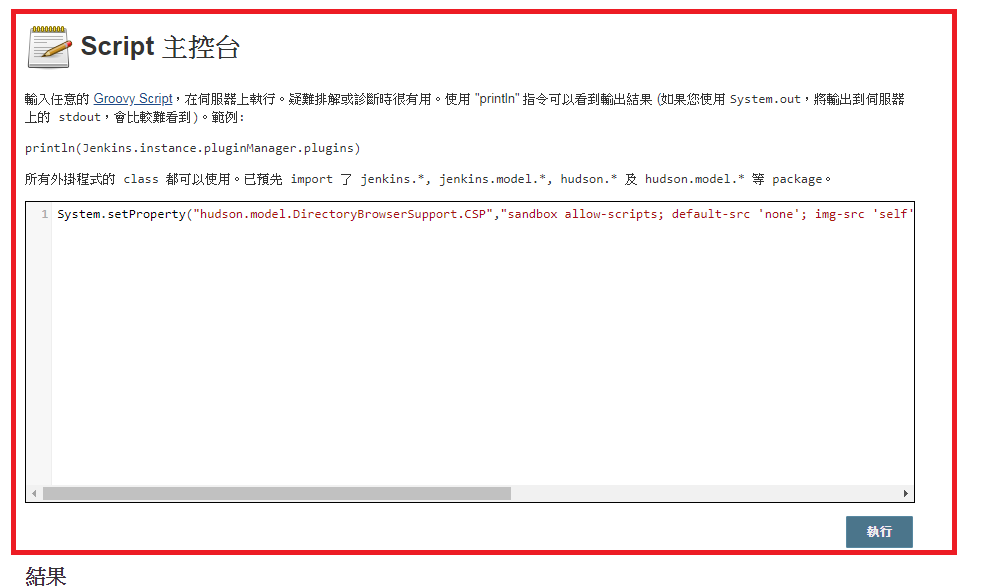 Script 主控台
輸入任意的 Groovy Script，在伺服器上執行。疑難排解或診斷時很有用。使用 "println" 指令可以看到輸出結果 (如果您使用 System.out，將輸出到伺服器
上的 stdout，會比較難看到)。範例:
println(Jenkins.instance.pluginManager.plugins)
所有外掛程式的 class 都可以使用。已預先 import 了 jenkins.*, jenkins.model.*, hudson.* 及 hudson.model.* 等 package。
1 System.setProperty("hudson.model.DirectoryBrowserSupport.CSP","sandbox allow-scripts; default-src 'none'; img-src 'self'
執行
結果